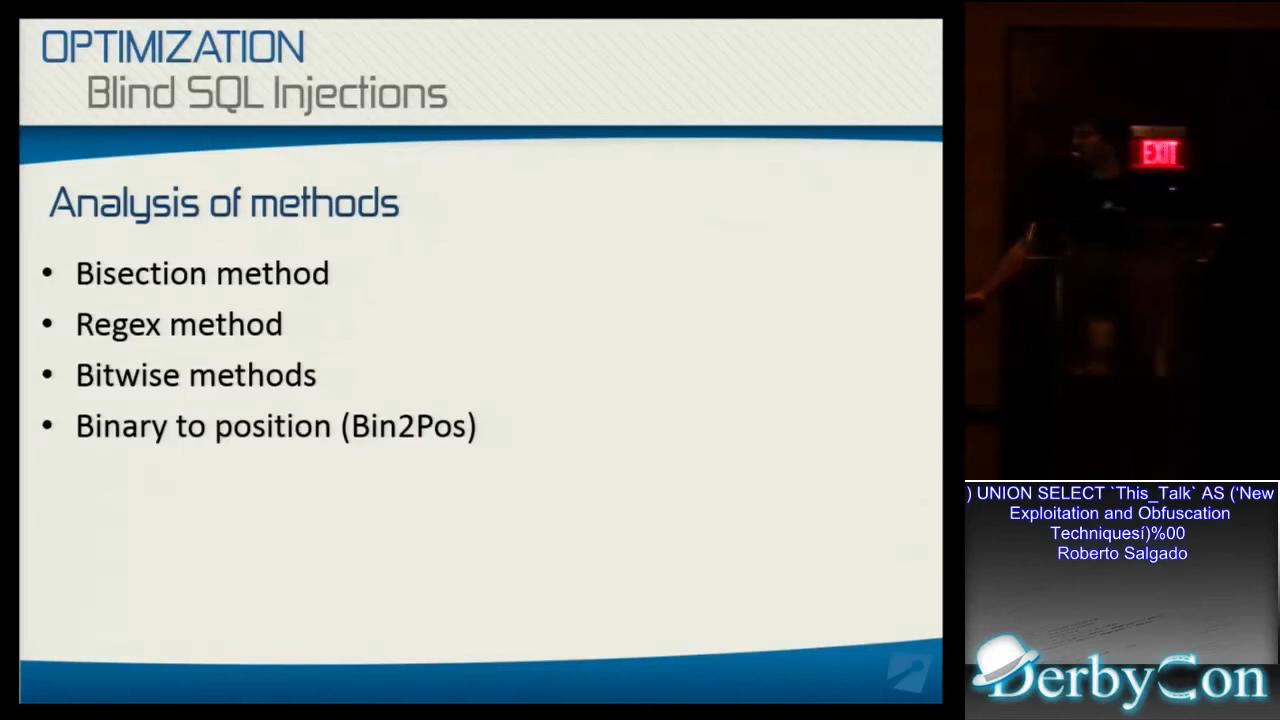 OPTIMIZATION
Blind SQL Injections
Analysis of methods
• Bisection method
• Regex method
• Bitwise methods
• Binary to position (Bin2Pos)
EXIT
) UNION SELECT `This_Talk` AS ('New
Exploitation and Obfuscation
Techniquesí)%00
Roberto Salgado
DerbyCon